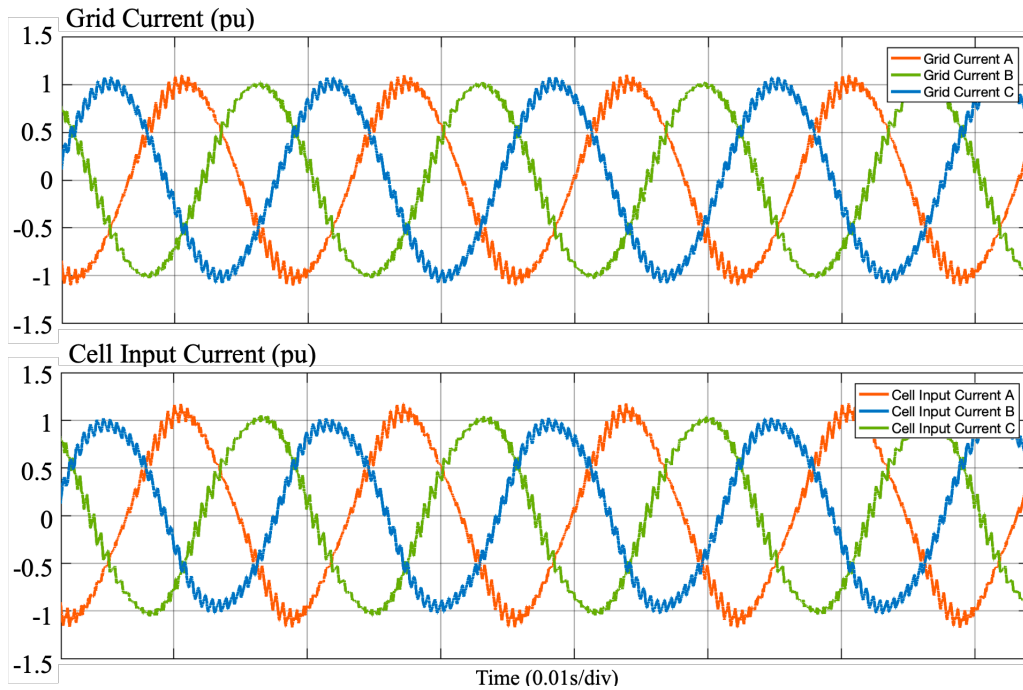 Grid Current (pu)
1.5
1
0.5
0
-0.5
-1
-1.5
Grid Current A
Grid Current B
Grid Current C
Cell Input Current (pu)
1.5
1
0.5
0
-0.5
-1
-1.5
Cell Input Current A
Cell Input Current B
Cell Input Current C
Time (0.01s/div)